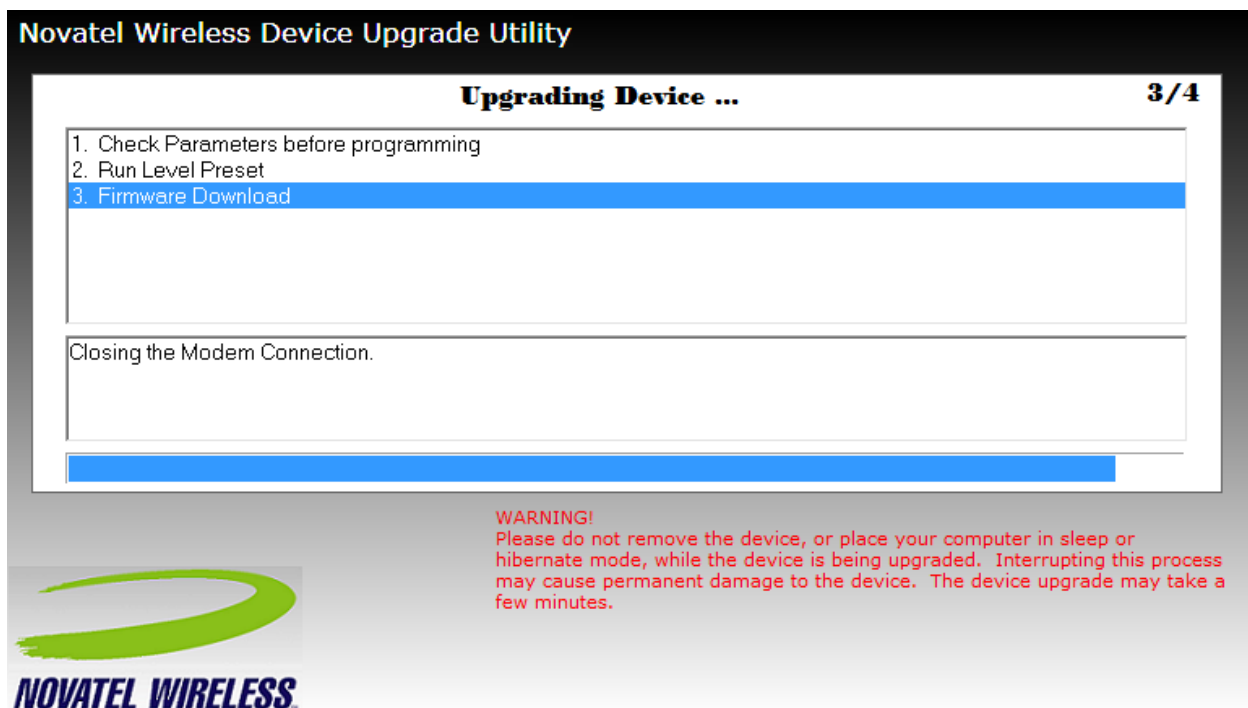 Novatel Wireless Device Upgrade Utility
Upgrading Device ...
3/4
1. Check Parameters before programming
2. Run Level Preset
3. Firmware Download
Closing the Modem Connection.
WARNING!
Please do not remove the device, or place your computer in sleep or
hibernate mode, while the device is being upgraded. Interrupting this process
may cause permanent damage to the device. The device upgrade may take a
few minutes.
NOVATEL WIRELESS.